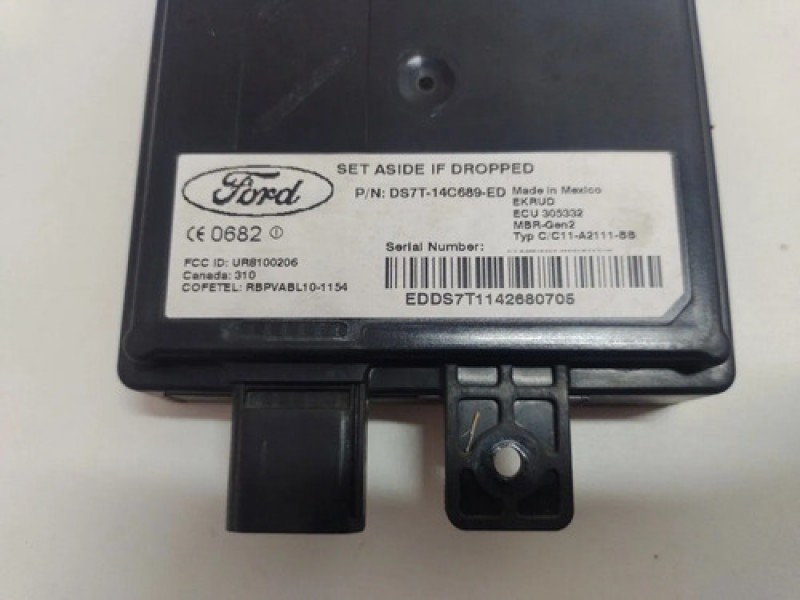 Ford
SET ASIDE IF DROPPED
P/N: DS7T-14C689-ED
Made in Mexico
EKRUD
ECU 305332
MBR-Gen2
Typ C/C11-A2111-BB
CE 0682
FCC ID: UR8100206
Canada: 310
COFETEL: RBPVABL10-1154
Serial Number:
EDDS7T1142680705